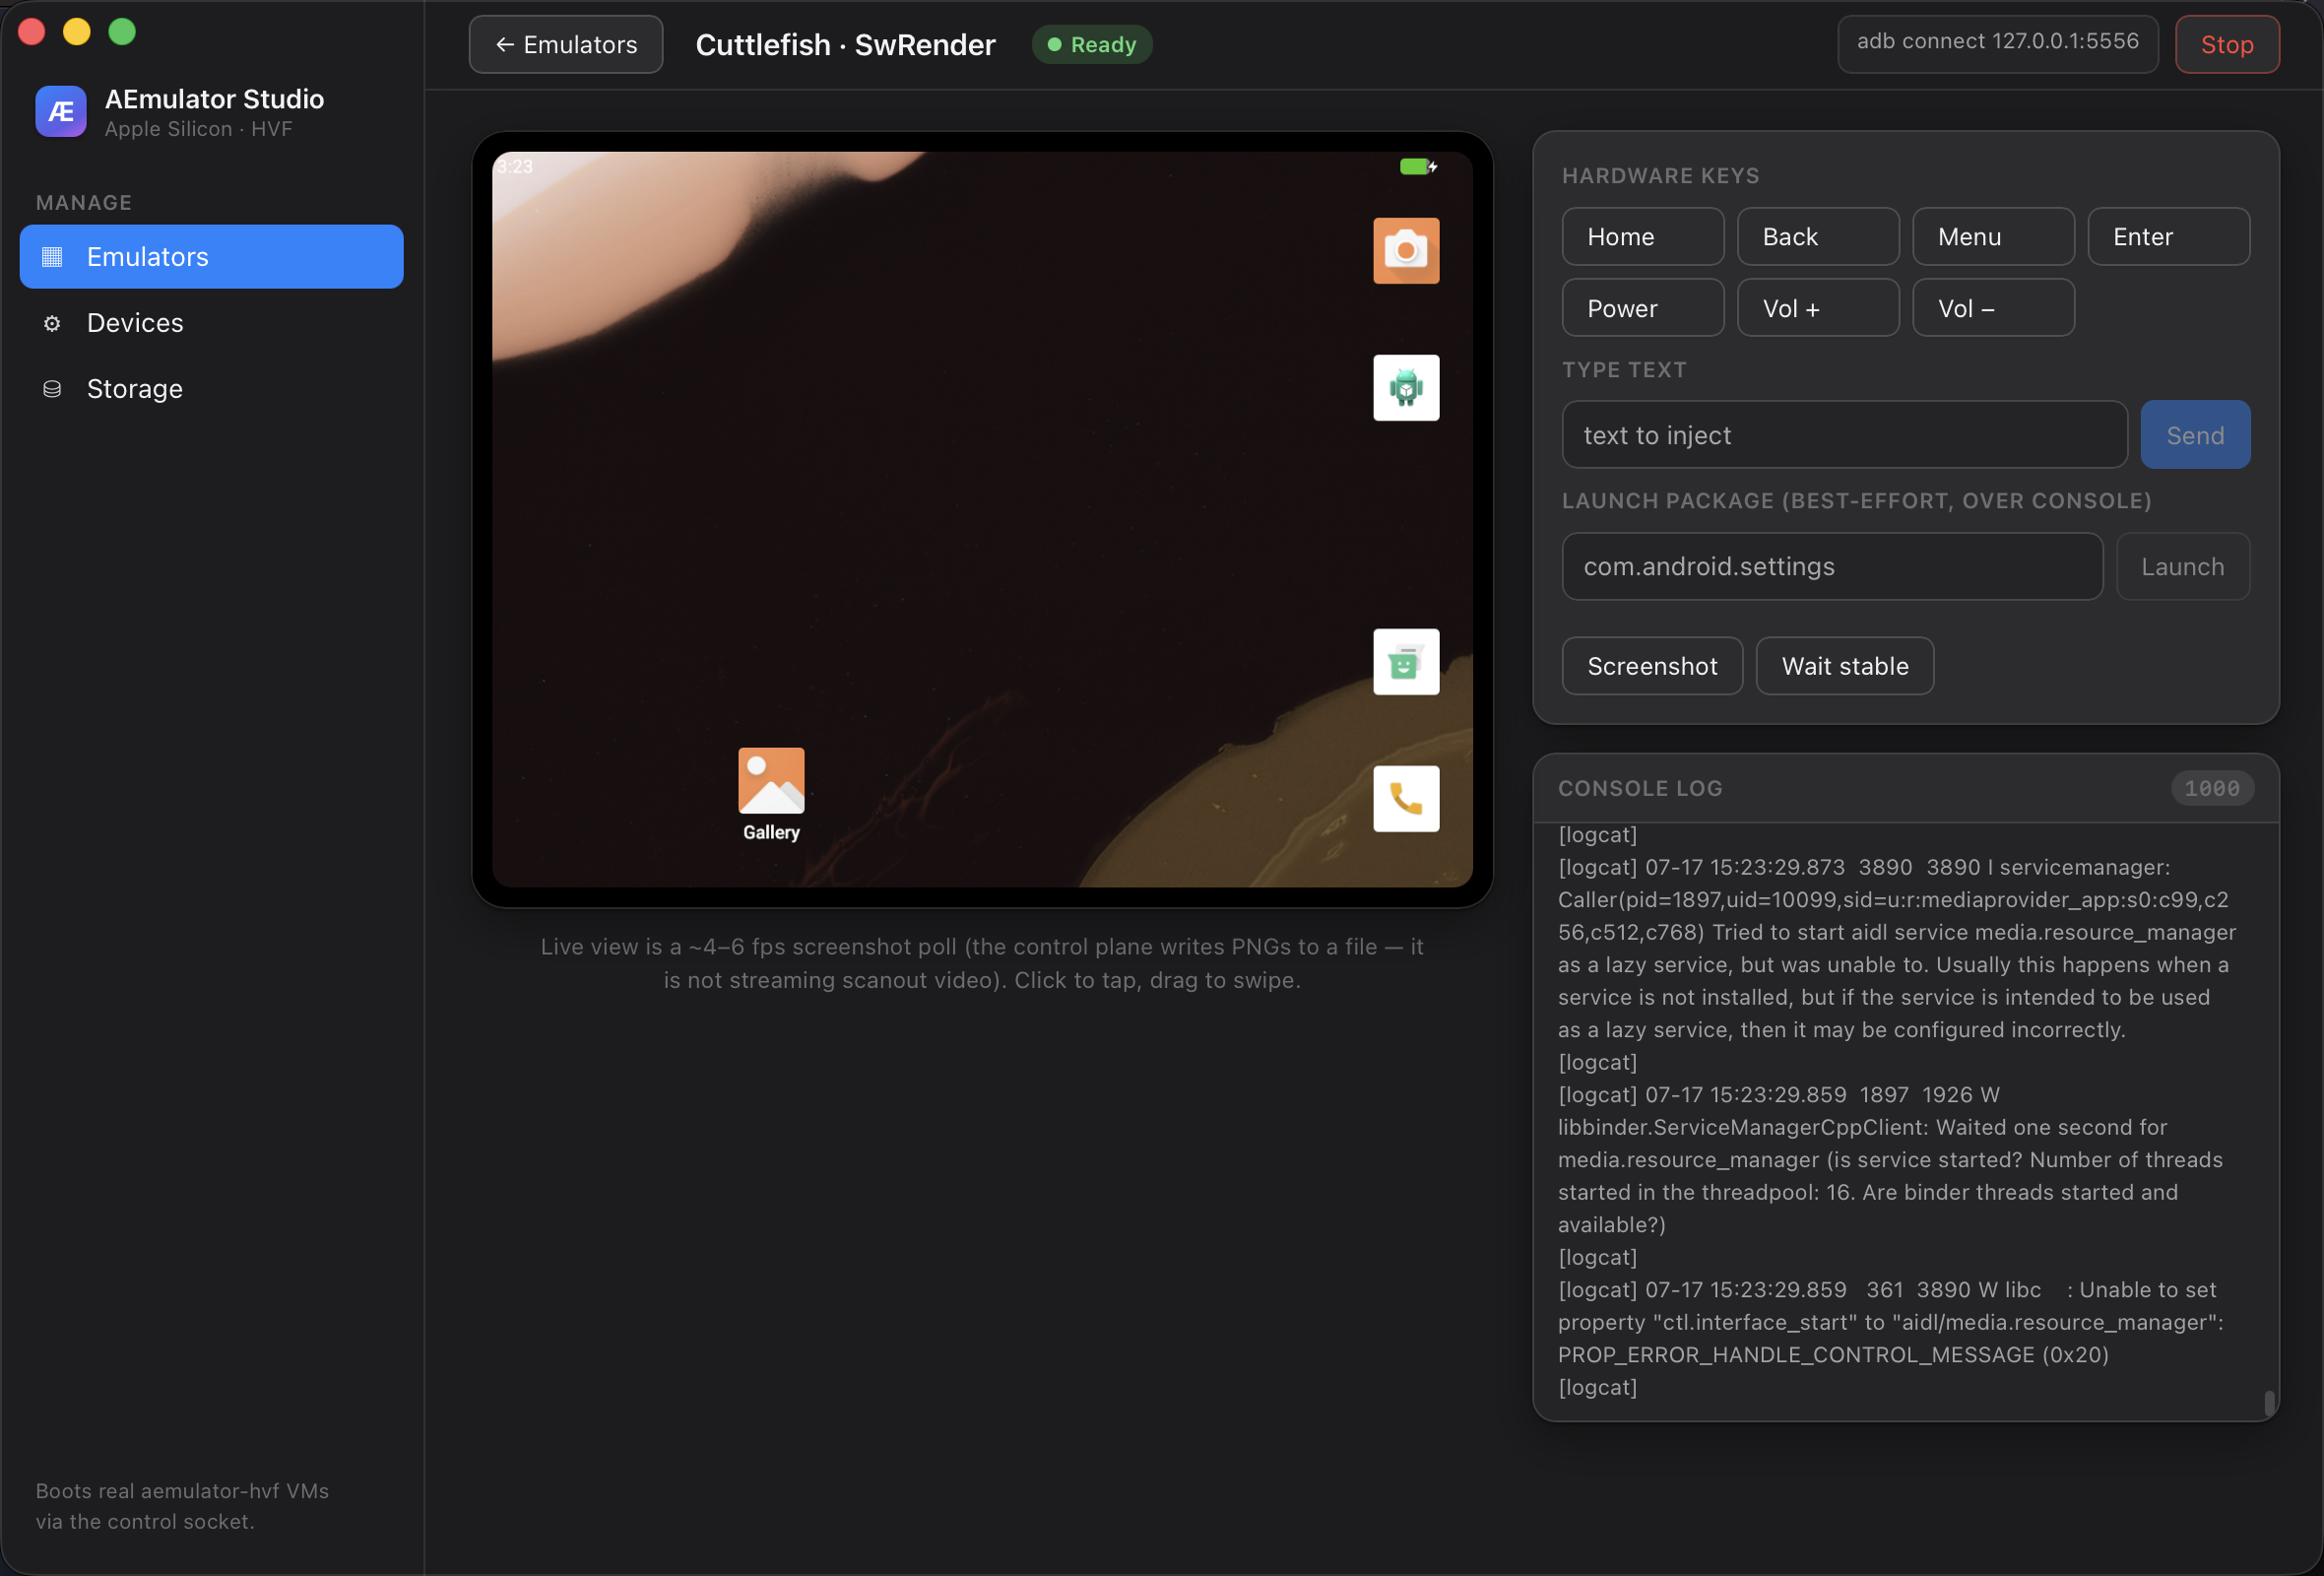 Æ
AEmulator Studio
Apple Silicon · HVF
MANAGE
Emulators
Devices
Storage
Boots real aemulator-hvf VMs
via the control socket.
← Emulators
Cuttlefish · SwRender
Ready
adb connect 127.0.0.1:5556
Stop
3:23
Gallery
Live view is a ~4–6 fps screenshot poll (the control plane writes PNGs to a file — it
is not streaming scanout video). Click to tap, drag to swipe.
HARDWARE KEYS
Home
Back
Menu
Enter
Power
Vol +
Vol –
TYPE TEXT
text to inject
Send
LAUNCH PACKAGE (BEST-EFFORT, OVER CONSOLE)
com.android.settings
Launch
Screenshot
Wait stable
CONSOLE LOG
1000
[logcat]
[logcat] 07-17 15:23:29.873  3890  3890 I servicemanager:
Caller(pid=1897,uid=10099,sid=u:r:mediaprovider_app:s0:c99,c2
56,c512,c768) Tried to start aidl service media.resource_manager
as a lazy service, but was unable to. Usually this happens when a
service is not installed, but if the service is intended to be used
as a lazy service, then it may be configured incorrectly.
[logcat]
[logcat] 07-17 15:23:29.859  1897  1926 W
libbinder.ServiceManagerCppClient: Waited one second for
media.resource_manager (is service started? Number of threads
started in the threadpool: 16. Are binder threads started and
available?)
[logcat]
[logcat] 07-17 15:23:29.859   361  3890 W libc    : Unable to set
property "ctl.interface_start" to "aidl/media.resource_manager":
PROP_ERROR_HANDLE_CONTROL_MESSAGE (0x20)
[logcat]